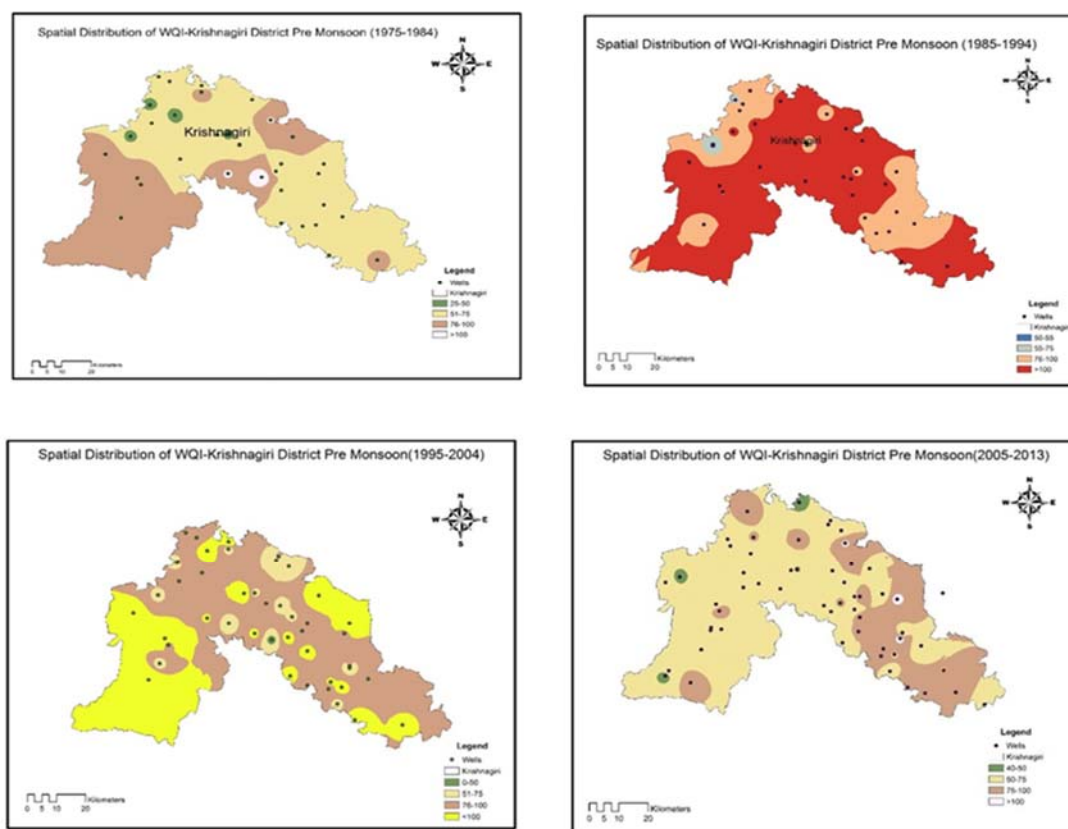 Spatial Distribution of WQI-Krishnagiri District Pre Monsoon (1975-1984)
N
W E
S
Krishnagiri
Legend
Wells
Krishnagiri
25-50
51-75
76-100
>100
Kilometers
0 5 10 20
Spatial Distribution of WQI-Krishnagiri District Pre Monsoon (1985-1994)
N
W E
S
Krishnagiri
Legend
Wells
Krishnagiri
50-55
55-75
76-100
>100
Kilometers
0 5 10 20
Spatial Distribution of WQI-Krishnagiri District Pre Monsoon(1995-2004)
N
W E
S
Legend
Wells
Krishnagiri
0-50
51-75
76-100
Kilometers
0 5 10 20
Spatial Distribution of WQI-Krishnagiri District Pre Monsoon(2005-2013)
N
W E
S
Legend
Wells
Krishnagiri
40-50
50-75
75-100
>100
Kilometers
0 5 10 20